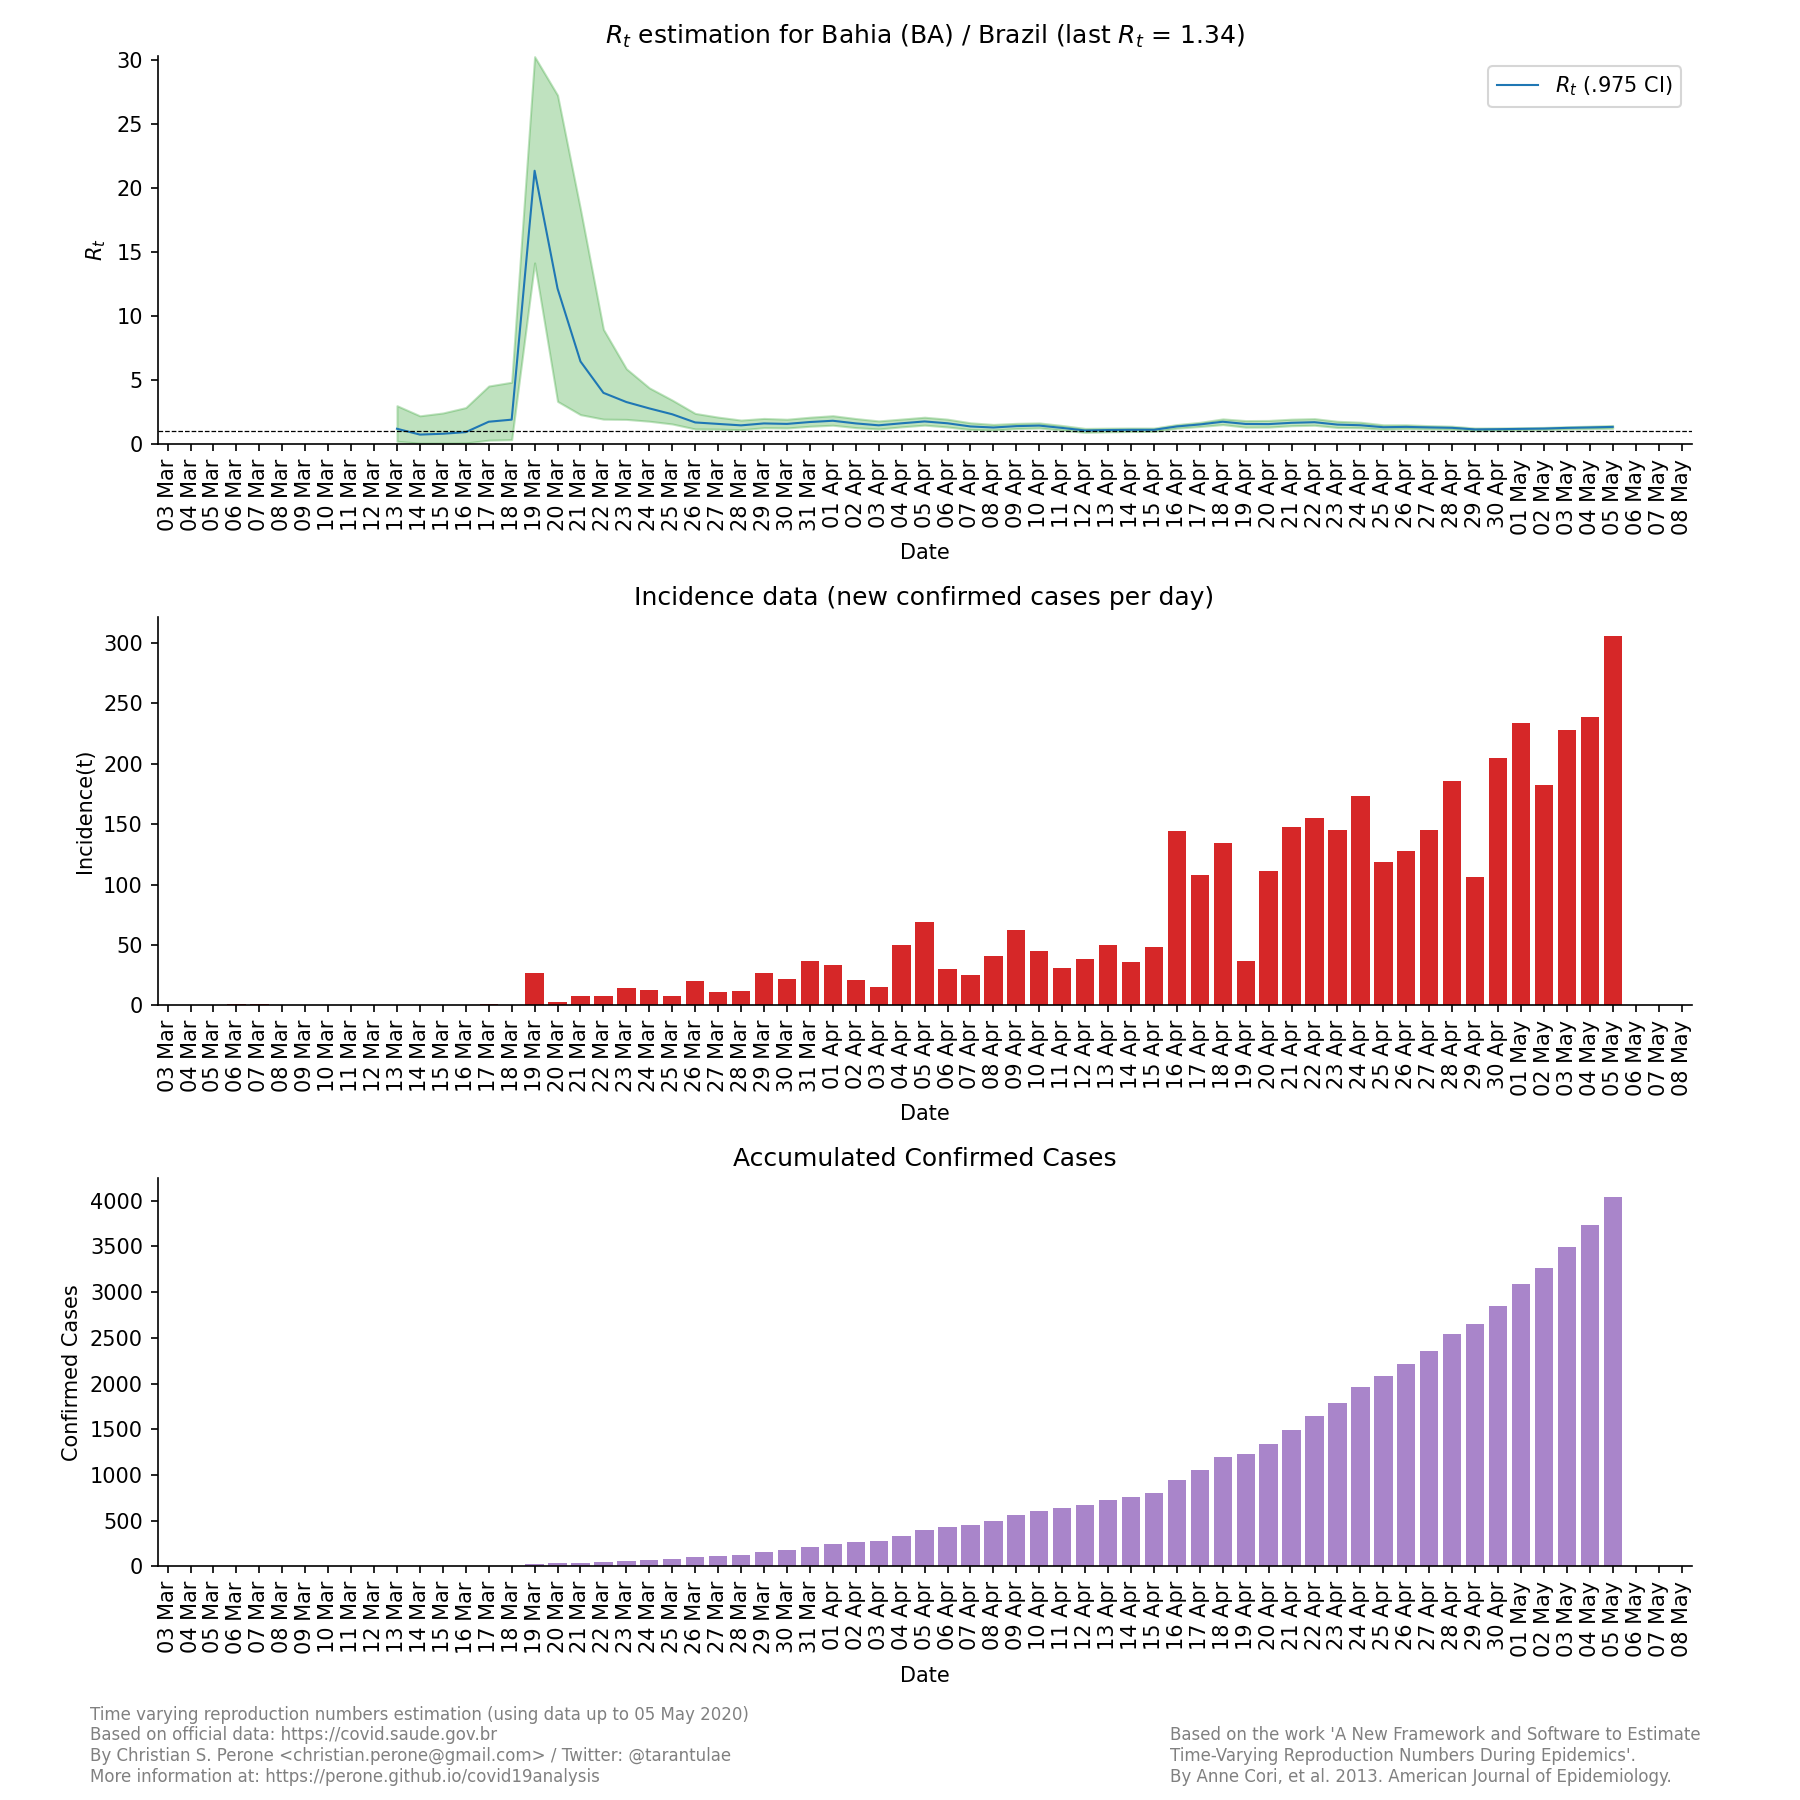 R_t estimation for Bahia (BA) / Brazil (last R_t = 1.34)
30
25
20
15
10
5
0
R_t
R_t (.975 CI)
03 Mar 04 Mar 05 Mar 06 Mar 07 Mar 08 Mar 09 Mar 10 Mar 11 Mar 12 Mar 13 Mar 14 Mar 15 Mar 16 Mar 17 Mar 18 Mar 19 Mar 20 Mar 21 Mar 22 Mar 23 Mar 24 Mar 25 Mar 26 Mar 27 Mar 28 Mar 29 Mar 30 Mar 31 Mar 01 Apr 02 Apr 03 Apr 04 Apr 05 Apr 06 Apr 07 Apr 08 Apr 09 Apr 10 Apr 11 Apr 12 Apr 13 Apr 14 Apr 15 Apr 16 Apr 17 Apr 18 Apr 19 Apr 20 Apr 21 Apr 22 Apr 23 Apr 24 Apr 25 Apr 26 Apr 27 Apr 28 Apr 29 Apr 30 Apr 01 May 02 May 03 May 04 May 05 May 06 May 07 May 08 May
Date
Incidence data (new confirmed cases per day)
300
250
200
150
100
50
0
Incidence(t)
03 Mar 04 Mar 05 Mar 06 Mar 07 Mar 08 Mar 09 Mar 10 Mar 11 Mar 12 Mar 13 Mar 14 Mar 15 Mar 16 Mar 17 Mar 18 Mar 19 Mar 20 Mar 21 Mar 22 Mar 23 Mar 24 Mar 25 Mar 26 Mar 27 Mar 28 Mar 29 Mar 30 Mar 31 Mar 01 Apr 02 Apr 03 Apr 04 Apr 05 Apr 06 Apr 07 Apr 08 Apr 09 Apr 10 Apr 11 Apr 12 Apr 13 Apr 14 Apr 15 Apr 16 Apr 17 Apr 18 Apr 19 Apr 20 Apr 21 Apr 22 Apr 23 Apr 24 Apr 25 Apr 26 Apr 27 Apr 28 Apr 29 Apr 30 Apr 01 May 02 May 03 May 04 May 05 May 06 May 07 May 08 May
Date
Accumulated Confirmed Cases
4000
3500
3000
2500
2000
1500
1000
500
0
Confirmed Cases
03 Mar 04 Mar 05 Mar 06 Mar 07 Mar 08 Mar 09 Mar 10 Mar 11 Mar 12 Mar 13 Mar 14 Mar 15 Mar 16 Mar 17 Mar 18 Mar 19 Mar 20 Mar 21 Mar 22 Mar 23 Mar 24 Mar 25 Mar 26 Mar 27 Mar 28 Mar 29 Mar 30 Mar 31 Mar 01 Apr 02 Apr 03 Apr 04 Apr 05 Apr 06 Apr 07 Apr 08 Apr 09 Apr 10 Apr 11 Apr 12 Apr 13 Apr 14 Apr 15 Apr 16 Apr 17 Apr 18 Apr 19 Apr 20 Apr 21 Apr 22 Apr 23 Apr 24 Apr 25 Apr 26 Apr 27 Apr 28 Apr 29 Apr 30 Apr 01 May 02 May 03 May 04 May 05 May 06 May 07 May 08 May
Date
Time varying reproduction numbers estimation (using data up to 05 May 2020)
Based on official data: https://covid.saude.gov.br
By Christian S. Perone <christian.perone@gmail.com> / Twitter: @tarantulae
More information at: https://perone.github.io/covid19analysis
Based on the work 'A New Framework and Software to Estimate
Time-Varying Reproduction Numbers During Epidemics'.
By Anne Cori, et al. 2013. American Journal of Epidemiology.